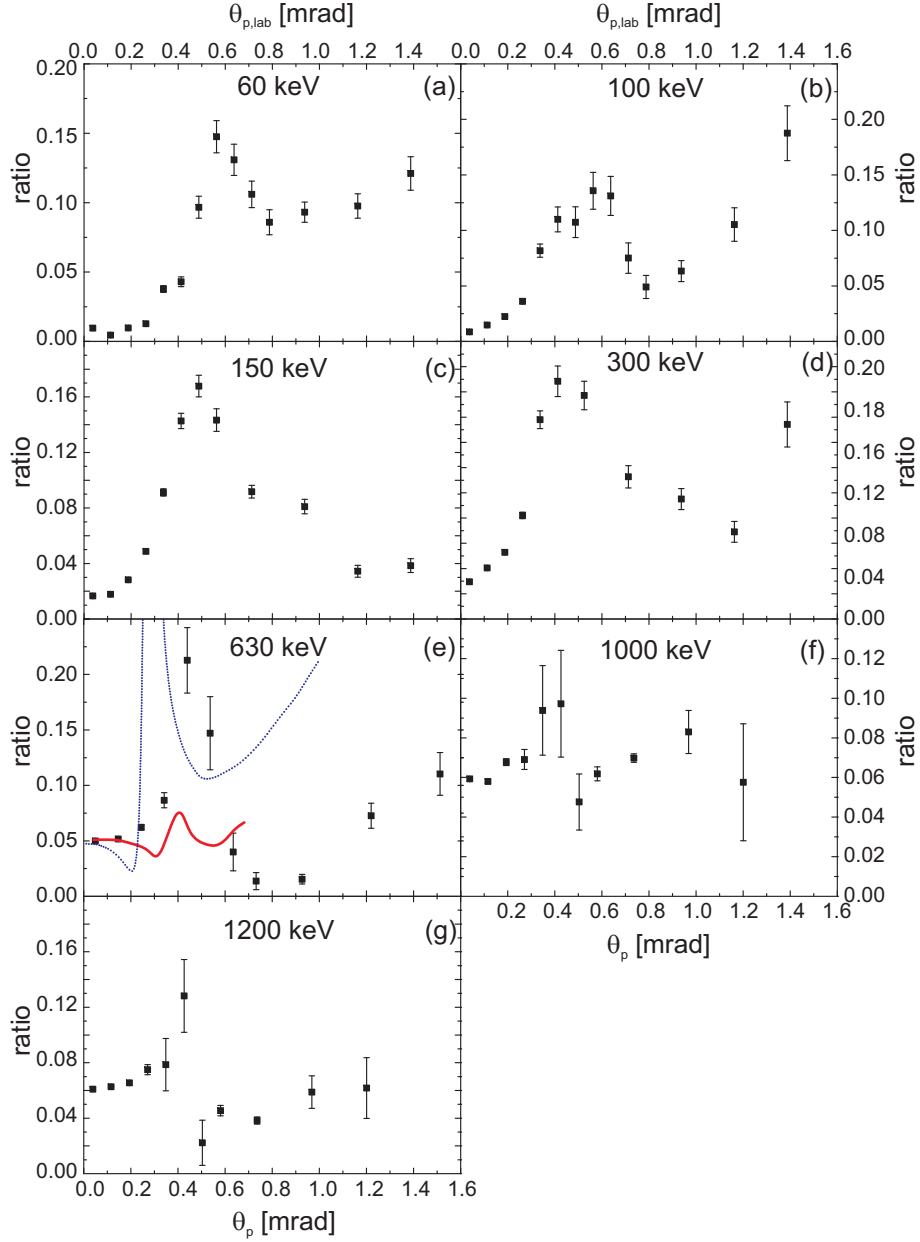 θp,lab [mrad] θp,lab [mrad]
0.0 0.2 0.4 0.6 0.8 1.0 1.2 1.4 0.2 0.4 0.6 0.8 1.0 1.2 1.4 1.6
60 keV (a) 100 keV (b)
0.20
0.15
0.10
0.05
0.00
ratio
0.20
0.15
0.10
0.05
0.00
ratio
150 keV (c) 300 keV (d)
0.16
0.12
0.08
0.04
0.00
ratio
0.20
0.18
0.16
0.12
0.08
0.04
0.00
ratio
630 keV (e) 1000 keV (f)
0.20
0.15
0.10
0.05
0.00
ratio
0.12
0.10
0.08
0.06
0.04
0.02
0.00
ratio
0.2 0.4 0.6 0.8 1.0 1.2 1.4 1.6
θp [mrad]
1200 keV (g)
0.16
0.12
0.08
0.04
0.00
ratio
0.0 0.2 0.4 0.6 0.8 1.0 1.2 1.4 1.6
θp [mrad]